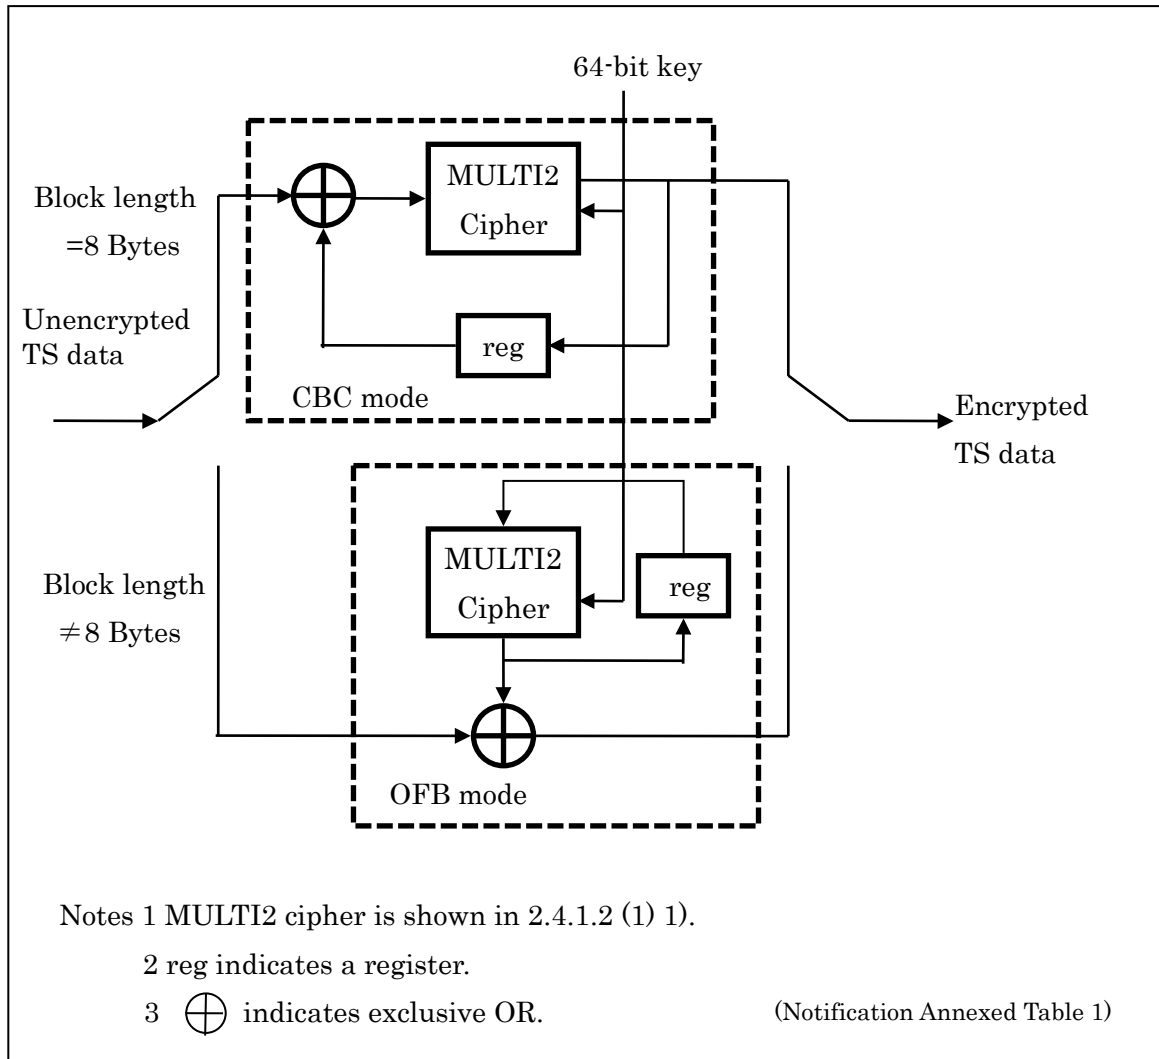 64-bit key
MULTI2
Cipher
Block length
=8 Bytes
Unencrypted
TS data
reg
CBC mode
Encrypted
TS data
MULTI2
Cipher
reg
Block length
≠8 Bytes
OFB mode
Notes 1 MULTI2 cipher is shown in 2.4.1.2 (1) 1).
2 reg indicates a register.
3 ⊕ indicates exclusive OR.
(Notification Annexed Table 1)